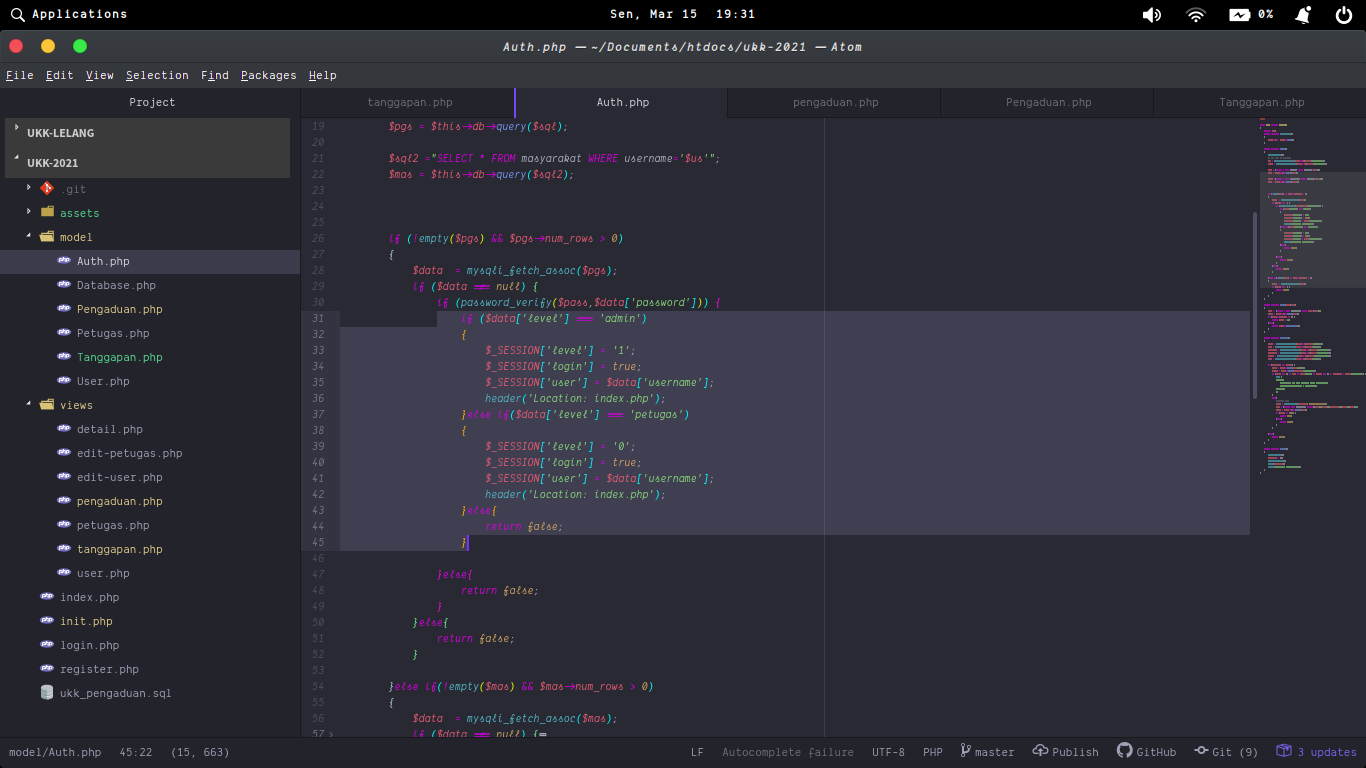 Applications
Sen, Mar 15 19:31
0%
Auth.php — ~/Documents/htdocs/ukk-2021 — Atom
File Edit View Selection Find Packages Help
Project
tanggapan.php
Auth.php
pengaduan.php
Pengaduan.php
Tanggapan.php
UKK-LELANG
UKK-2021
.git
assets
model
Auth.php
Database.php
Pengaduan.php
Petugas.php
Tanggapan.php
User.php
views
detail.php
edit-petugas.php
edit-user.php
pengaduan.php
petugas.php
tanggapan.php
user.php
index.php
init.php
login.php
register.php
ukk_pengaduan.sql
19 $pgs = $this->db->query($sql);
20
21 $sql2 ="SELECT * FROM masyarakat WHERE username='$us'";
22 $mas = $this->db->query($sql2);
23
24
25
26 if (!empty($pgs) && $pgs->num_rows > 0)
27 {
28 $data = mysqli_fetch_assoc($pgs);
29 if ($data != null) {
30 if (password_verify($pass,$data['password'])) {
31 if ($data['level'] === 'admin')
32 {
33 $_SESSION['level'] = '1';
34 $_SESSION['login'] = true;
35 $_SESSION['user'] = $data['username'];
36 header('Location: index.php');
37 }else if($data['level'] === 'petugas')
38 {
39 $_SESSION['level'] = '0';
40 $_SESSION['login'] = true;
41 $_SESSION['user'] = $data['username'];
42 header('Location: index.php');
43 }else{
44 return false;
45 }
46
47 }else{
48 return false;
49 }
50 }else{
51 return false;
52 }
53
54 }else if(!empty($mas) && $mas->num_rows > 0)
55 {
56 $data = mysqli_fetch_assoc($mas);
57 if ($data != null) {
model/Auth.php 45:22 (15, 663)
LF Autocomplete failure UTF-8 PHP master Publish GitHub Git (9) 3 updates